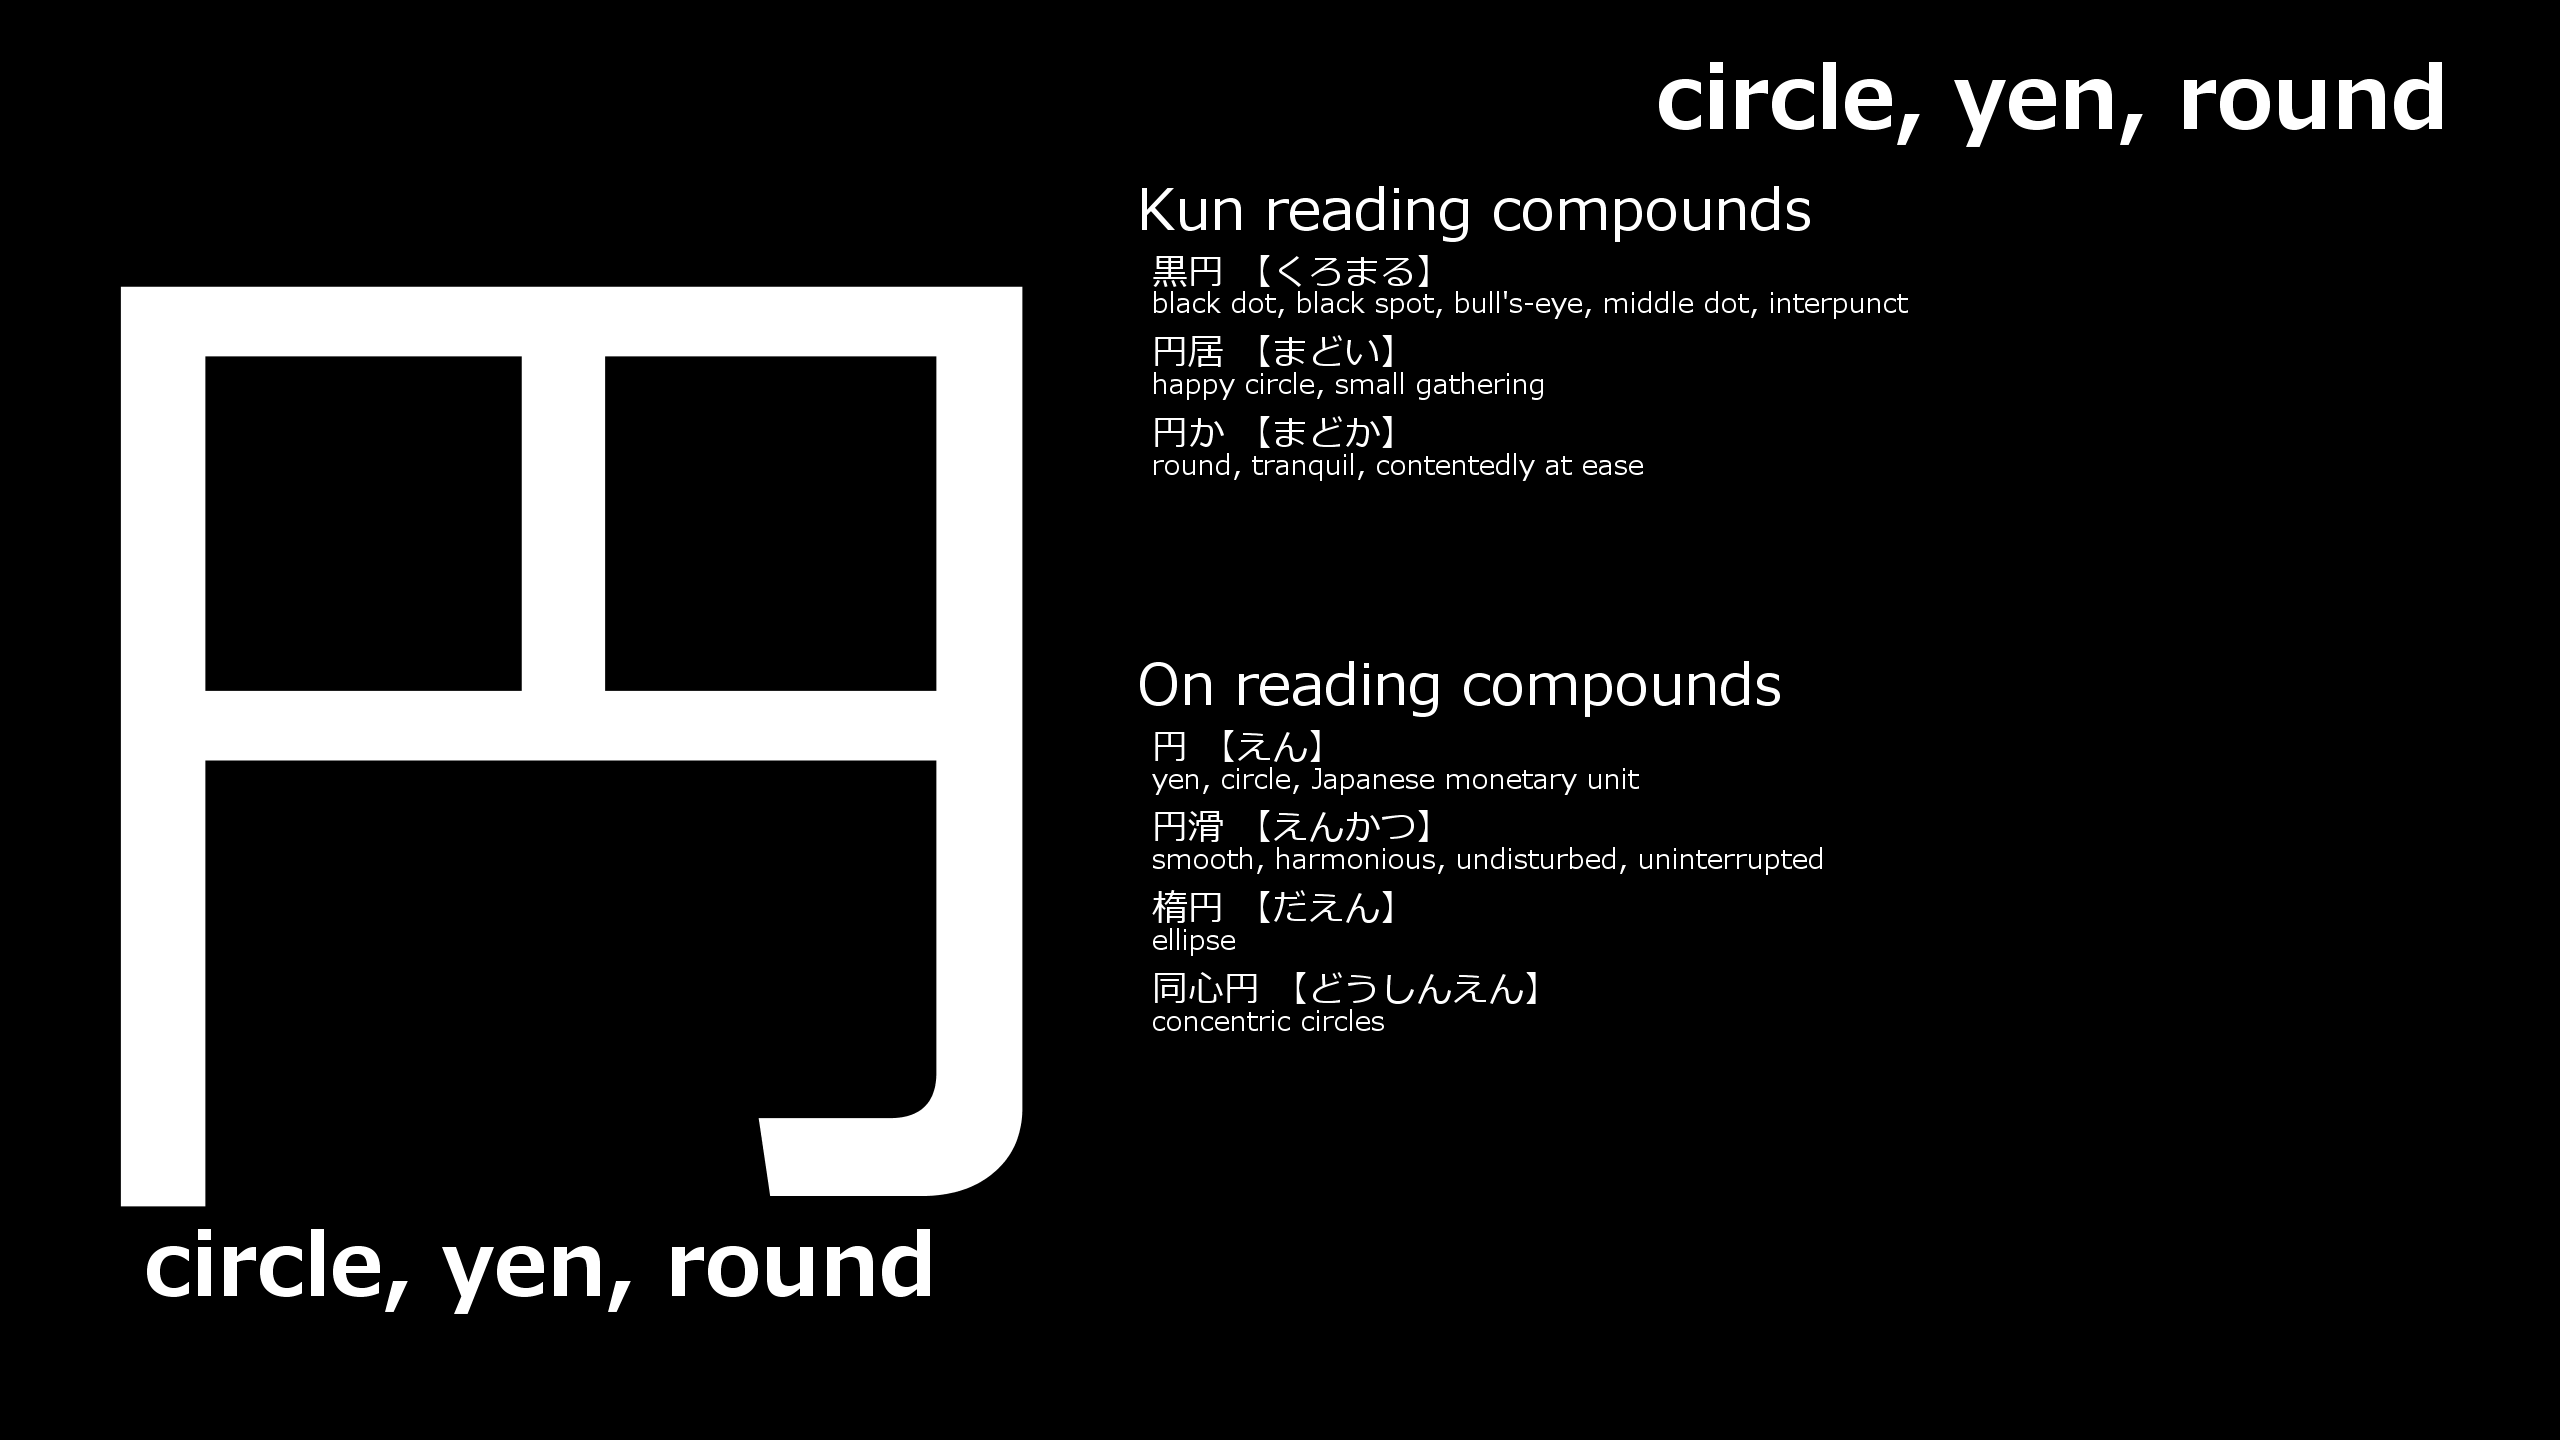 circle, yen, round
円
circle, yen, round
Kun reading compounds
黒円 【くろまる】
black dot, black spot, bull's-eye, middle dot, interpunct
円居 【まどい】
happy circle, small gathering
円か 【まどか】
round, tranquil, contentedly at ease
On reading compounds
円 【えん】
yen, circle, Japanese monetary unit
円滑 【えんかつ】
smooth, harmonious, undisturbed, uninterrupted
楕円 【だえん】
ellipse
同心円 【どうしんえん】
concentric circles